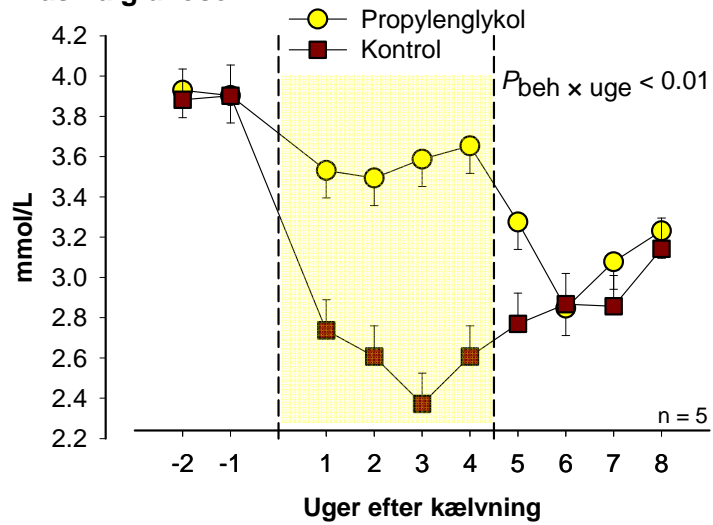 Propylenglykol
Kontrol
4.2
4.0
3.8
3.6
3.4
3.2
3.0
2.8
2.6
2.4
2.2
mmol/L
Pbeh × uge < 0.01
n = 5
-2 -1 1 2 3 4 5 6 7 8
Uger efter kælvning